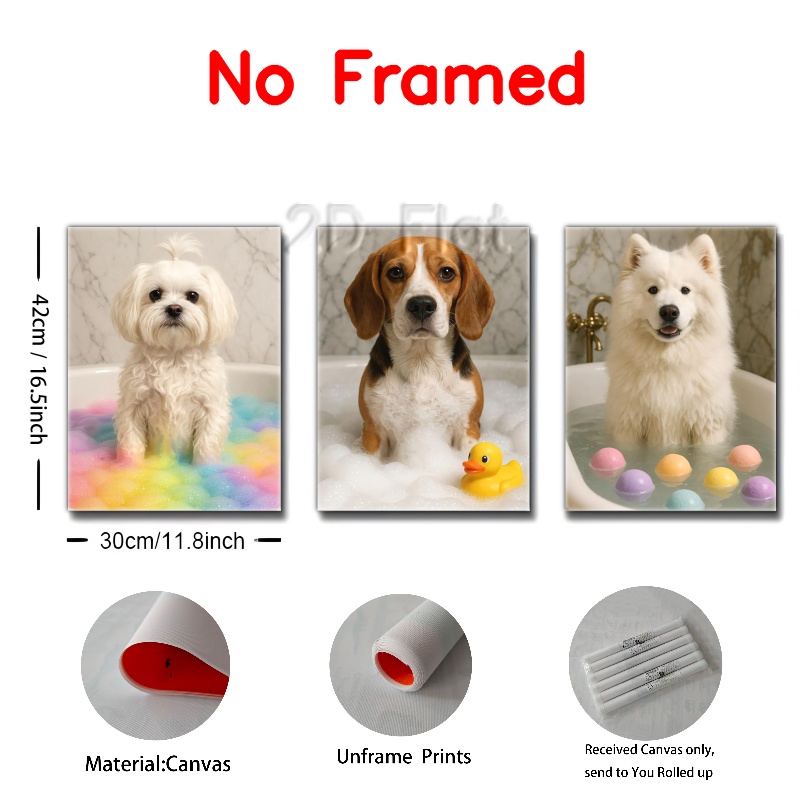 No Framed
2D Flat
42cm / 16.5inch
30cm/11.8inch
Material:Canvas
Unframe Prints
Received Canvas only,
send to You Rolled up